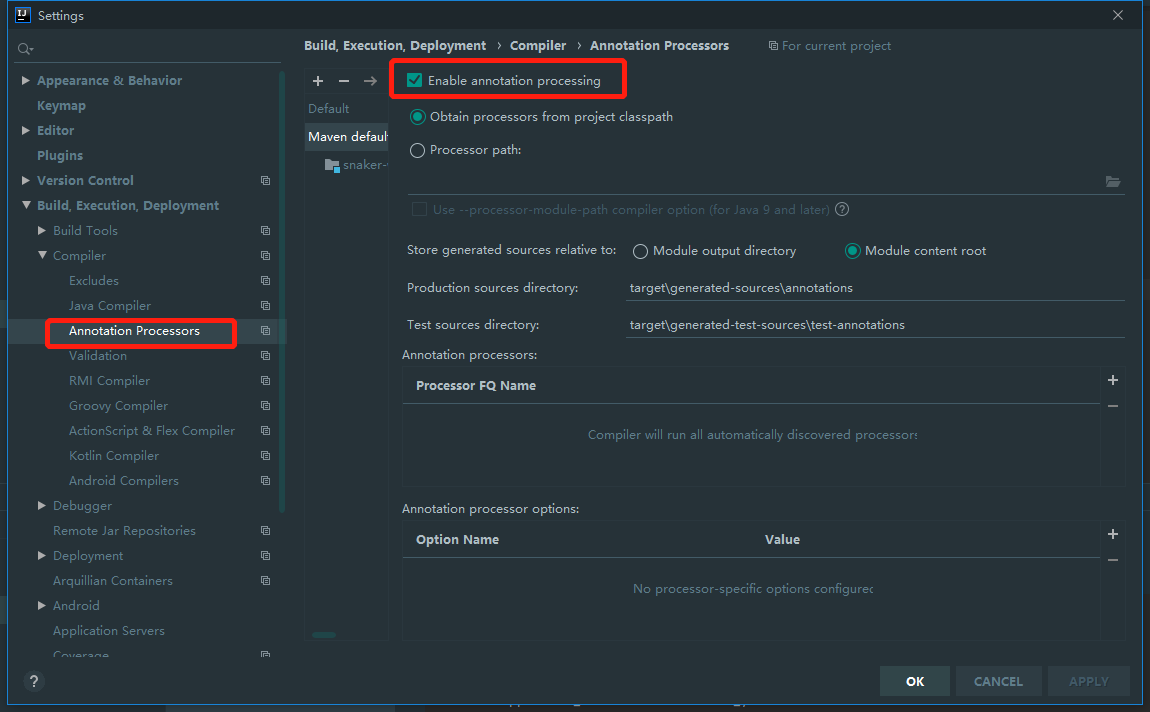 Settings
Build, Execution, Deployment › Compiler › Annotation Processors For current project
Appearance & Behavior
Keymap
Editor
Plugins
Version Control
Build, Execution, Deployment
Build Tools
Compiler
Excludes
Java Compiler
Annotation Processors
Validation
RMI Compiler
Groovy Compiler
ActionScript & Flex Compiler
Kotlin Compiler
Android Compilers
Debugger
Remote Jar Repositories
Deployment
Arquillian Containers
Android
Application Servers
Coverage
Default
Maven default
snaker-
Enable annotation processing
Obtain processors from project classpath
Processor path:
Use --processor-module-path compiler option (for Java 9 and later) ?
Store generated sources relative to: Module output directory Module content root
Production sources directory: target\generated-sources\annotations
Test sources directory: target\generated-test-sources\test-annotations
Annotation processors:
Processor FQ Name
Compiler will run all automatically discovered processors
Annotation processor options:
Option Name Value
No processor-specific options configured
?
OK CANCEL APPLY